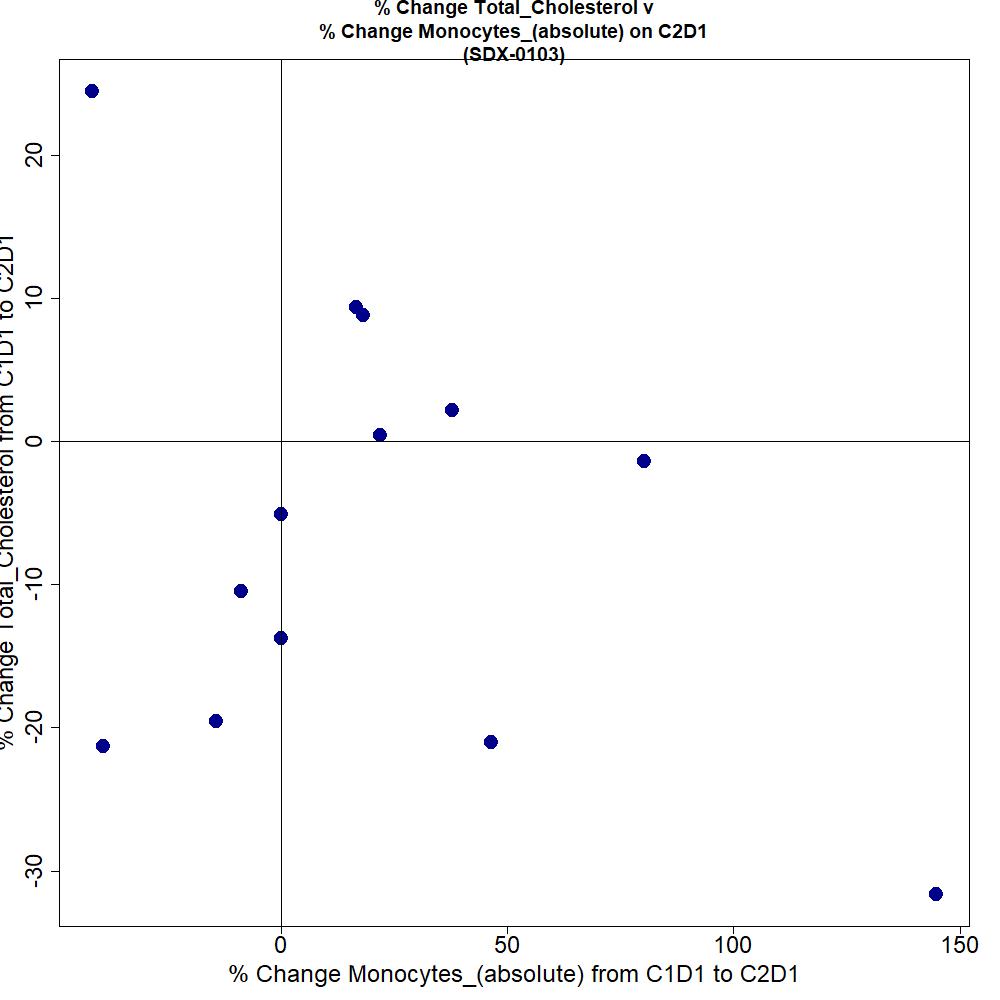 % Change Total_Cholesterol v
% Change Monocytes_(absolute) on C2D1
(SDX-0103)
% Change Total_Cholesterol from C1D1 to C2D1
20
10
0
-10
-20
-30
0 50 100 150
% Change Monocytes_(absolute) from C1D1 to C2D1